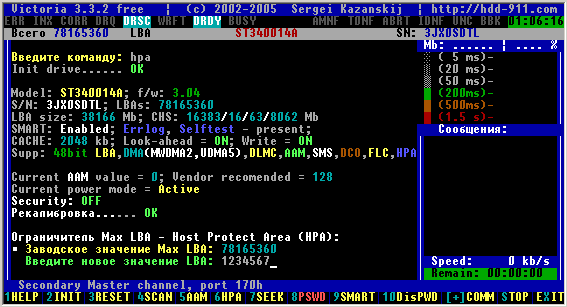 Victoria 3.3.2 free | (c) 2002-2005 Sergei Kazanskij | http://hdd-911.com
ERR INX CORR DRQ DRSC WRFT DRDY BUSY AMNF TONF ABRT IDNF UNC BBK 01:06:16
Всего 78165360 LBA ST340014A SN: 3JX0SDTL
Mb: ...... | .... %
Введите команду: hpa
Init drive...... OK
Model: ST340014A; f/w: 3.04
S/N: 3JX0SDTL; LBAs: 78165360
LBA size: 38166 Mb; CHS: 16383/16/63/8062 Mb
SMART: Enabled; Errlog, Selftest - present;
CACHE: 2048 kb; Look-ahead = ON; Write = ON
Supp: 48bit LBA,DMA(MWDMA2,UDMA5),DLMC,AAM,SMS,DCO,FLC,HPA
Current AAM value = 0; Vendor recomended = 128
Current power mode = Active
Security: OFF
Рекалибровка...... OK
Ограничитель Max LBA - Host Protect Area (HPA):
▪ Заводское значение Max LBA: 78165360
Введите новое значение LBA: 1234567_
( 5 ms)-
( 20 ms)-
( 50 ms)-
(200ms)-
(500ms)-
(1.5 s)-
Сообщения:
Speed: 0 kb/s
Remain: 00:00:00
Secondary Master channel, port 170h
1HELP 2INIT 3RESET 4SCAN 5AAM 6HPA 7SEEK 8PSWD 9SMART 10DisPWD [+]COMM STOP EXIT